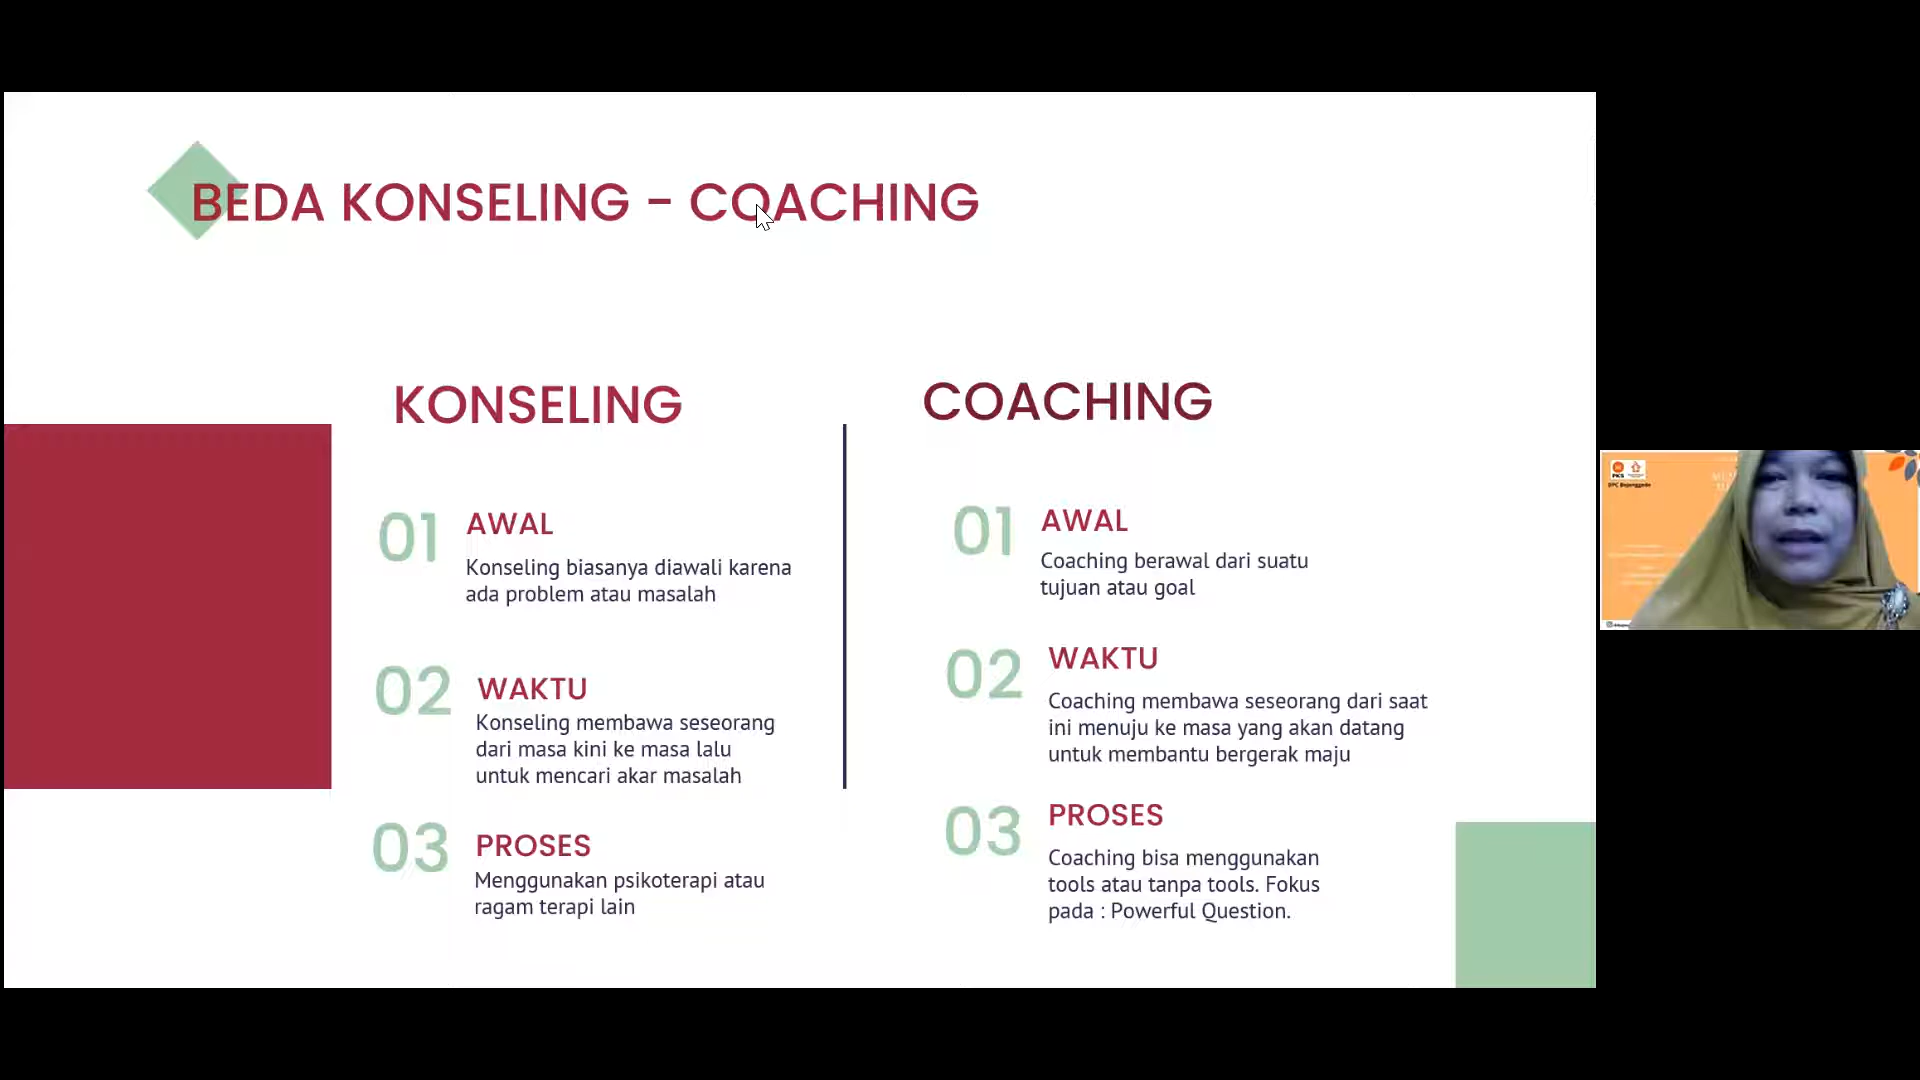 BEDA KONSELING - COACHING
KONSELING
01
AWAL
Konseling biasanya diawali karena
ada problem atau masalah
02
WAKTU
Konseling membawa seseorang
dari masa kini ke masa lalu
untuk mencari akar masalah
03
PROSES
Menggunakan psikoterapi atau
ragam terapi lain
COACHING
01
AWAL
Coaching berawal dari suatu
tujuan atau goal
02
WAKTU
Coaching membawa seseorang dari saat
ini menuju ke masa yang akan datang
untuk membantu bergerak maju
03
PROSES
Coaching bisa menggunakan
tools atau tanpa tools. Fokus
pada : Powerful Question.
PKS
DPC Bojonggede